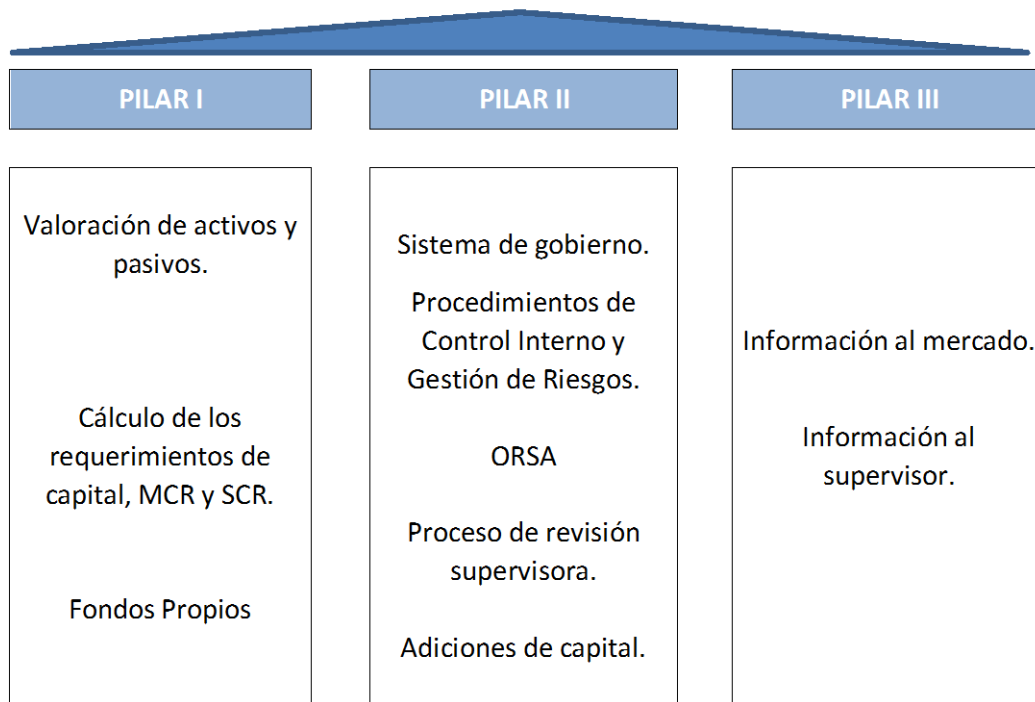 PILAR I
Valoración de activos y
pasivos.
Cálculo de los
requerimientos de
capital, MCR y SCR.
Fondos Propios
PILAR II
Sistema de gobierno.
Procedimientos de
Control Interno y
Gestión de Riesgos.
ORSA
Proceso de revisión
supervisora.
Adiciones de capital.
PILAR III
Información al mercado.
Información al
supervisor.